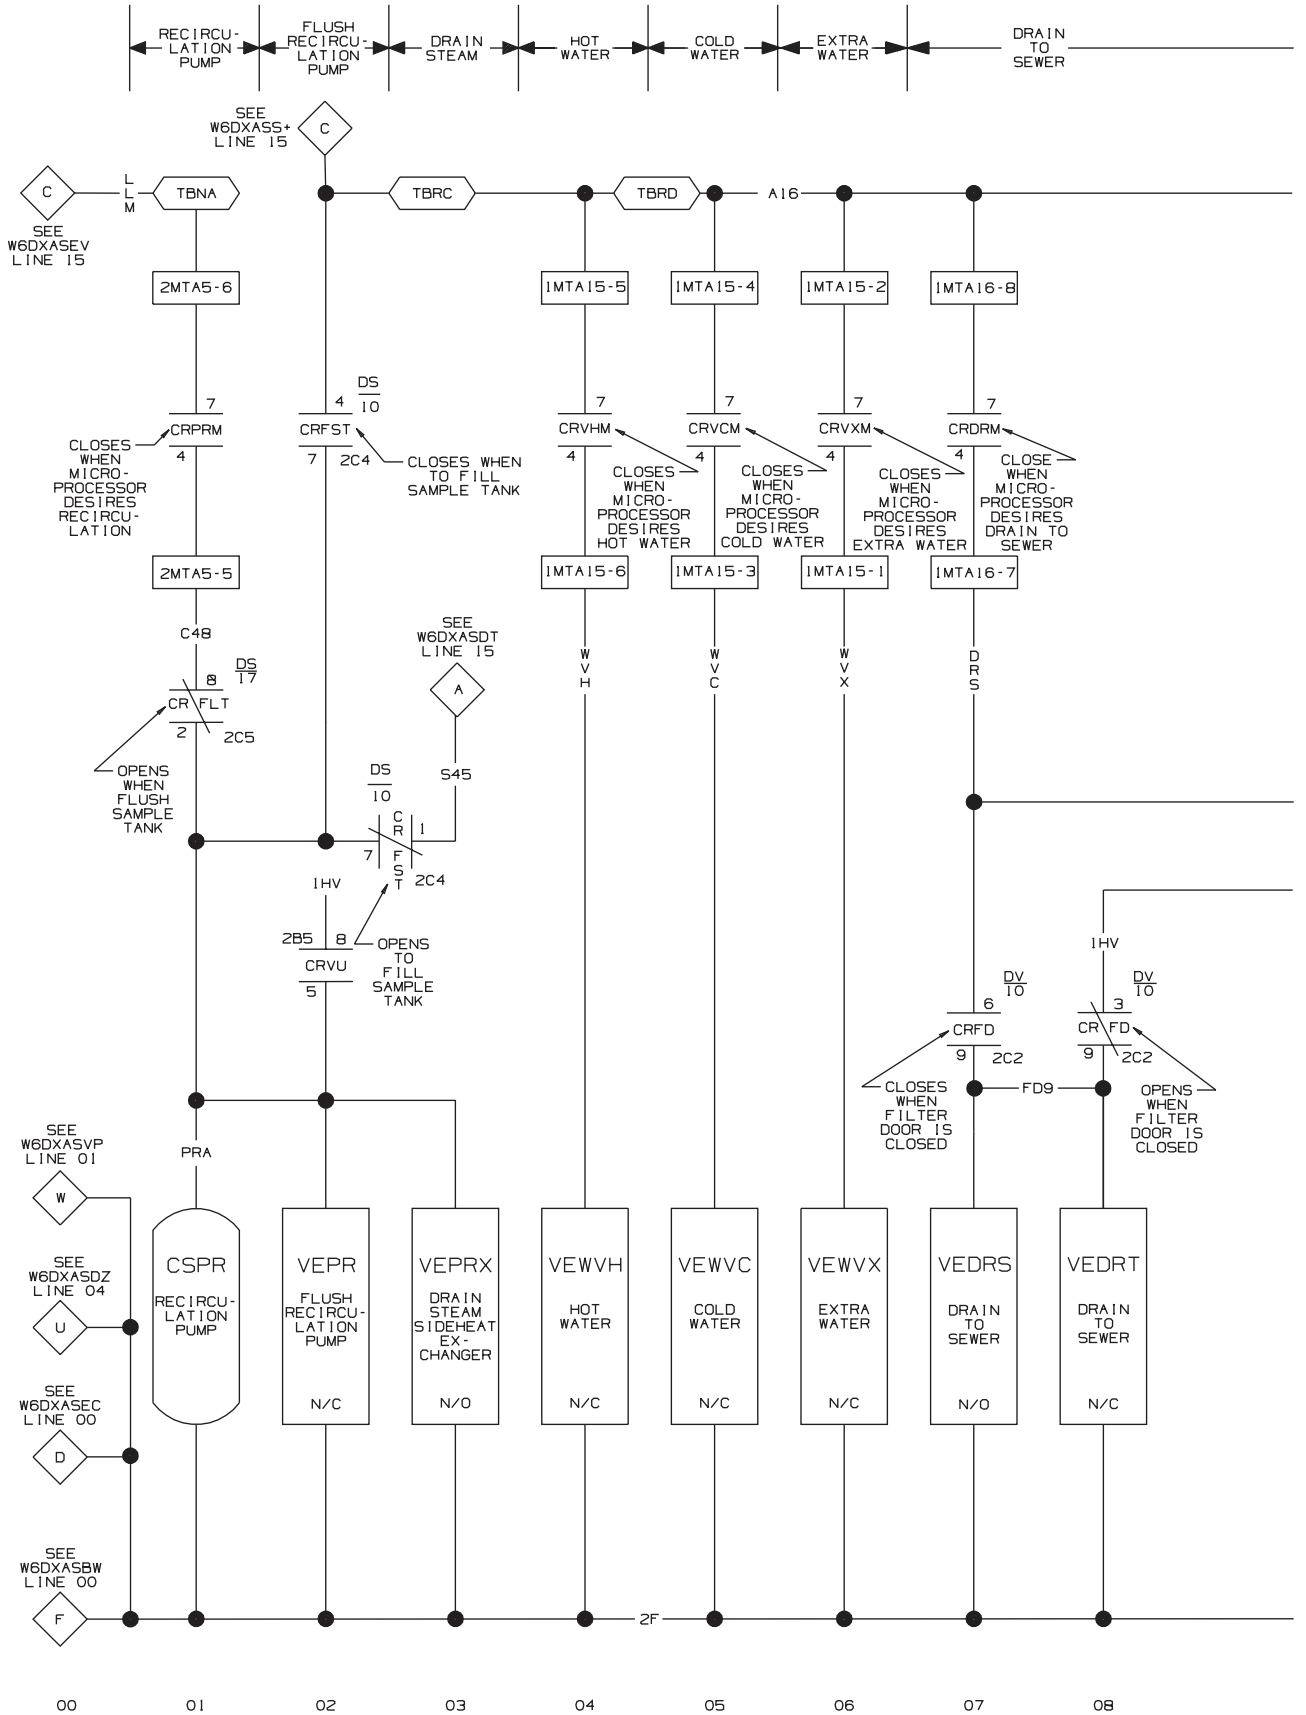 RECIRCU-
LATION
PUMP
FLUSH
RECIRCU-
LATION
PUMP
DRAIN
STEAM
HOT
WATER
COLD
WATER
EXTRA
WATER
DRAIN
TO
SEWER
SEE
W6DXASS+
LINE 15
C
C
L
L
M
TBNA
TBRC
TBRD
A16
SEE
W6DXASEV
LINE 15
2MTA5-6
1MTA15-5
1MTA15-4
1MTA15-2
1MTA16-8
7
CRPRM
4
CLOSES
WHEN
MICRO-
PROCESSOR
DESIRES
RECIRCU-
LATION
DS
10
4
CRFST
7
2C4
CLOSES WHEN
TO FILL
SAMPLE TANK
7
CRVHM
4
CLOSES
WHEN
MICRO-
PROCESSOR
DESIRES
HOT WATER
7
CRVCM
4
CLOSES
WHEN
MICRO-
PROCESSOR
DESIRES
COLD WATER
7
CRVXM
4
CLOSES
WHEN
MICRO-
PROCESSOR
DESIRES
EXTRA WATER
7
CRDRM
4
CLOSE
WHEN
MICRO-
PROCESSOR
DESIRES
DRAIN TO
SEWER
2MTA5-5
1MTA15-6
1MTA15-3
1MTA15-1
1MTA16-7
C48
DS
17
8
CR FLT
2
2C5
OPENS
WHEN
FLUSH
SAMPLE
TANK
SEE
W6DXASDT
LINE 15
A
S45
W
V
H
W
V
C
W
V
X
D
R
S
DS
10
C
R
F
S
T
1
7
2C4
1HV
2B5
8
CRVU
5
OPENS
TO
FILL
SAMPLE
TANK
1HV
DV
10
6
CRFD
9
2C2
CLOSES
WHEN
FILTER
DOOR IS
CLOSED
DV
10
3
CR FD
9
2C2
OPENS
WHEN
FILTER
DOOR IS
CLOSED
FD9
PRA
SEE
W6DXASVP
LINE 01
W
SEE
W6DXASDZ
LINE 04
U
SEE
W6DXASEC
LINE 00
D
SEE
W6DXASBW
LINE 00
F
CSPR
RECIRCU-
LATION
PUMP
VEPR
FLUSH
RECIRCU-
LATION
PUMP
N/C
VEPRX
DRAIN
STEAM
SIDEHEAT
EX-
CHANGER
N/O
VEWVH
HOT
WATER
N/C
VEWVC
COLD
WATER
N/C
VEWVX
EXTRA
WATER
N/C
VEDRS
DRAIN
TO
SEWER
N/O
VEDRT
DRAIN
TO
SEWER
N/C
2F
00
01
02
03
04
05
06
07
08